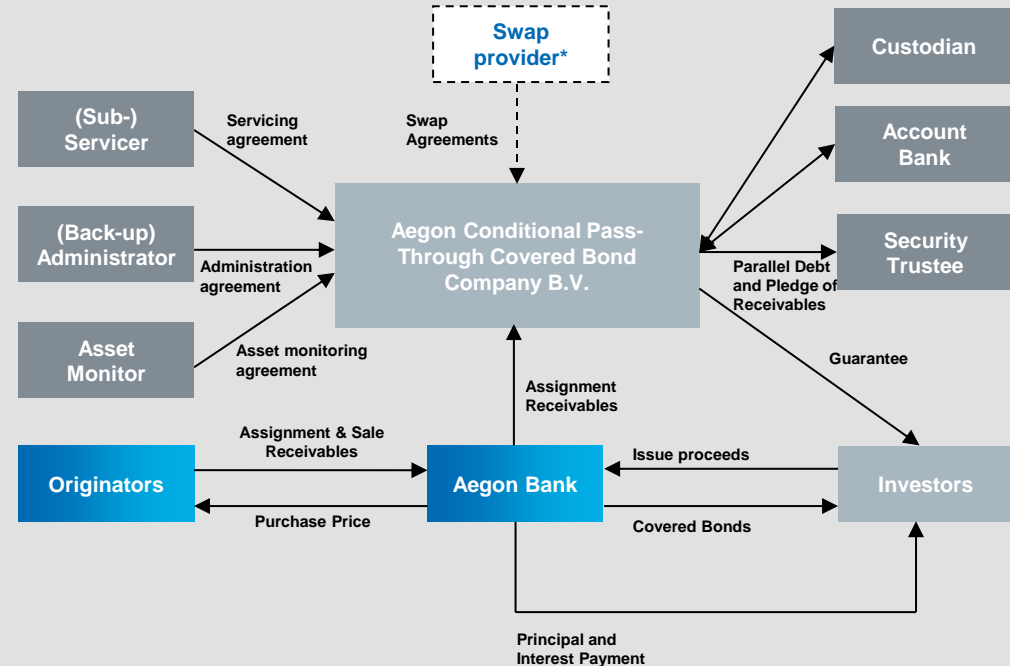 Swap
provider*
Custodian
(Sub-)
Servicer
Servicing
agreement
Swap
Agreements
Account
Bank
(Back-up)
Administrator
Administration
agreement
Aegon Conditional Pass-
Through Covered Bond
Company B.V.
Security
Trustee
Parallel Debt
and Pledge of
Receivables
Asset
Monitor
Asset monitoring
agreement
Guarantee
Assignment
Receivables
Assignment & Sale
Receivables
Issue proceeds
Originators
Aegon Bank
Investors
Purchase Price
Covered Bonds
Principal and
Interest Payment